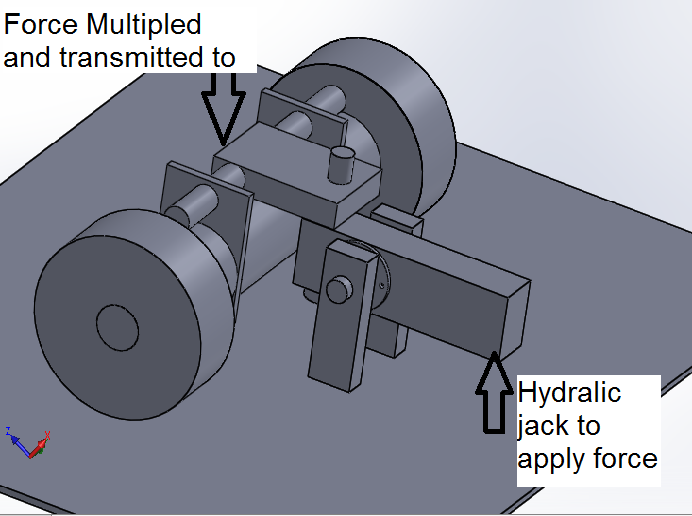 Force Multipled
and transmitted to
Hydralic
jack to
apply force
z
x